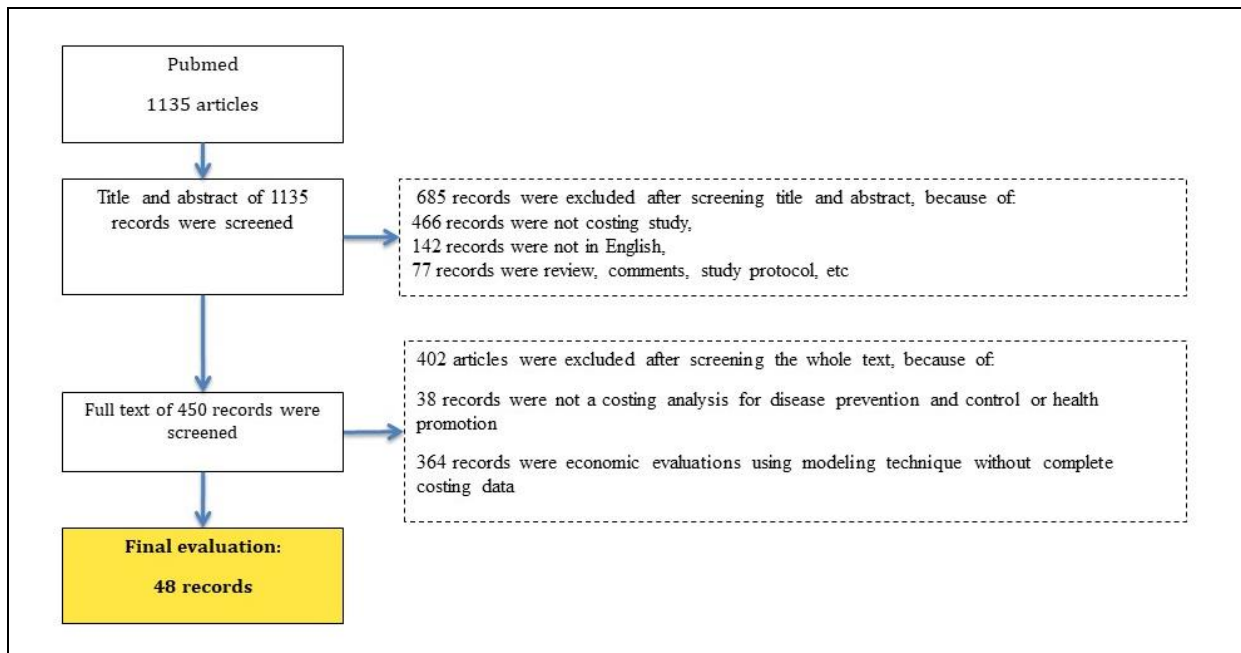 Pubmed
1135 articles
Title and abstract of 1135
records were screened
685 records were excluded after screening title and abstract, because of:
466 records were not costing study,
142 records were not in English,
77 records were review, comments, study protocol, etc
402 articles were excluded after screening the whole text, because of:
38 records were not a costing analysis for disease prevention and control or health
promotion
364 records were economic evaluations using modeling technique without complete
costing data
Full text of 450 records were
screened
Final evaluation:
48 records